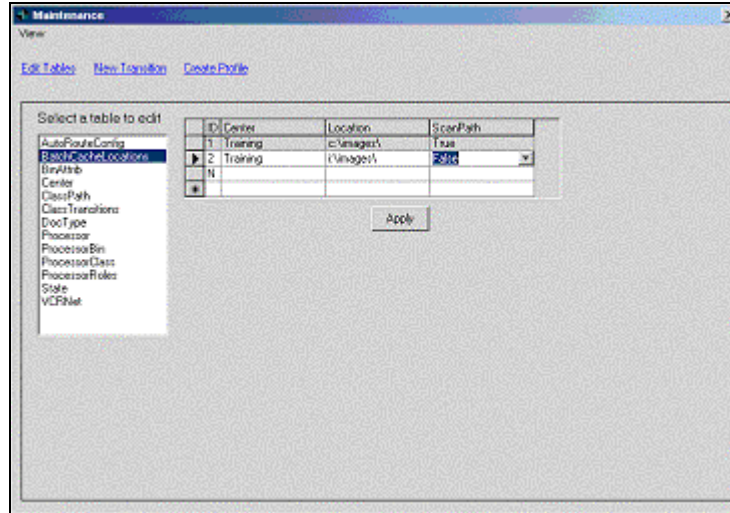 Maintenance
View
Edit Tables New Transition Create Profile
Select a table to edit
ID Center Location ScanPath
1 Training c:\images\ True
2 Training i:\images\ False
N
AutoRouteConfig
BatchCacheLocations
BinAttrib
Center
ClassPath
ClassTransitions
DocType
Processor
ProcessorBin
ProcessorClass
ProcessorRoles
State
VCRNet
Apply